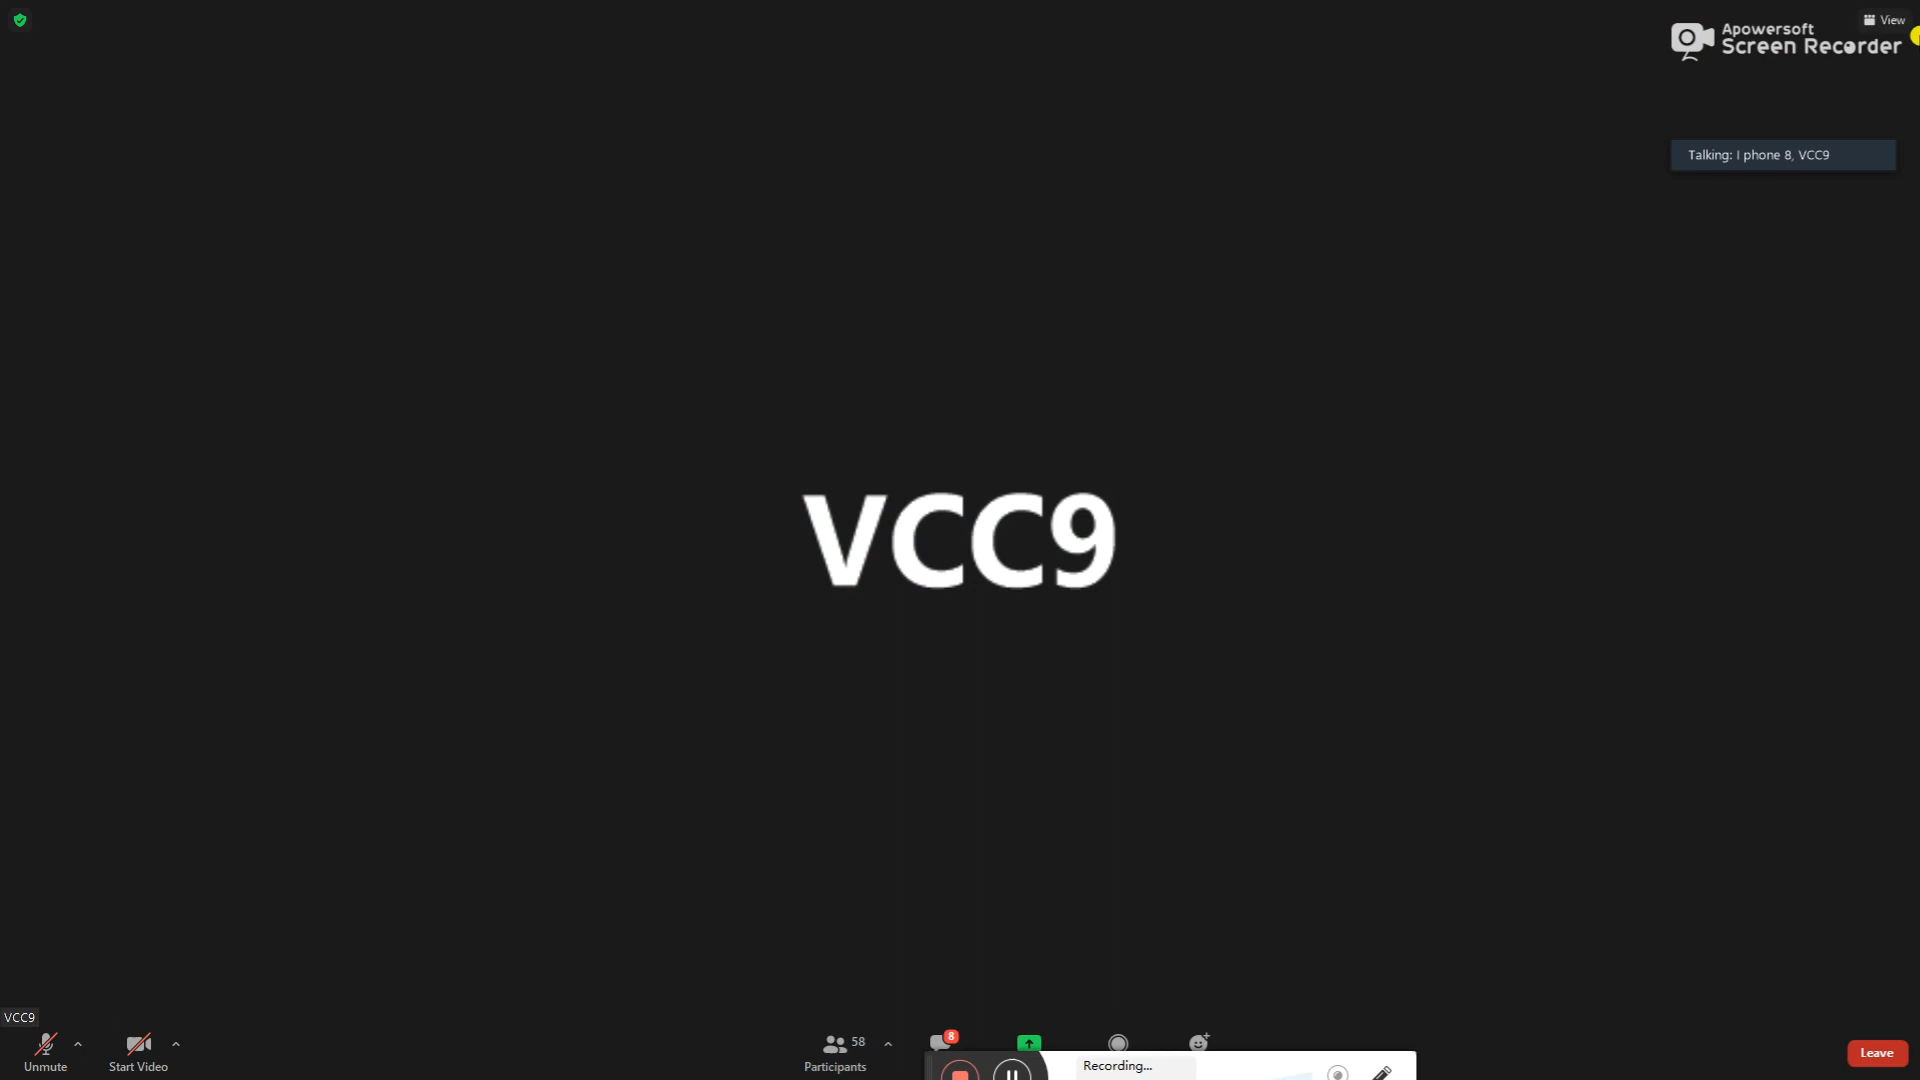 View
Apowersoft
Screen Recorder
Talking: I phone 8, VCC9
VCC9
VCC9
58
8
Unmute
Start Video
Participants
Recording...
Leave